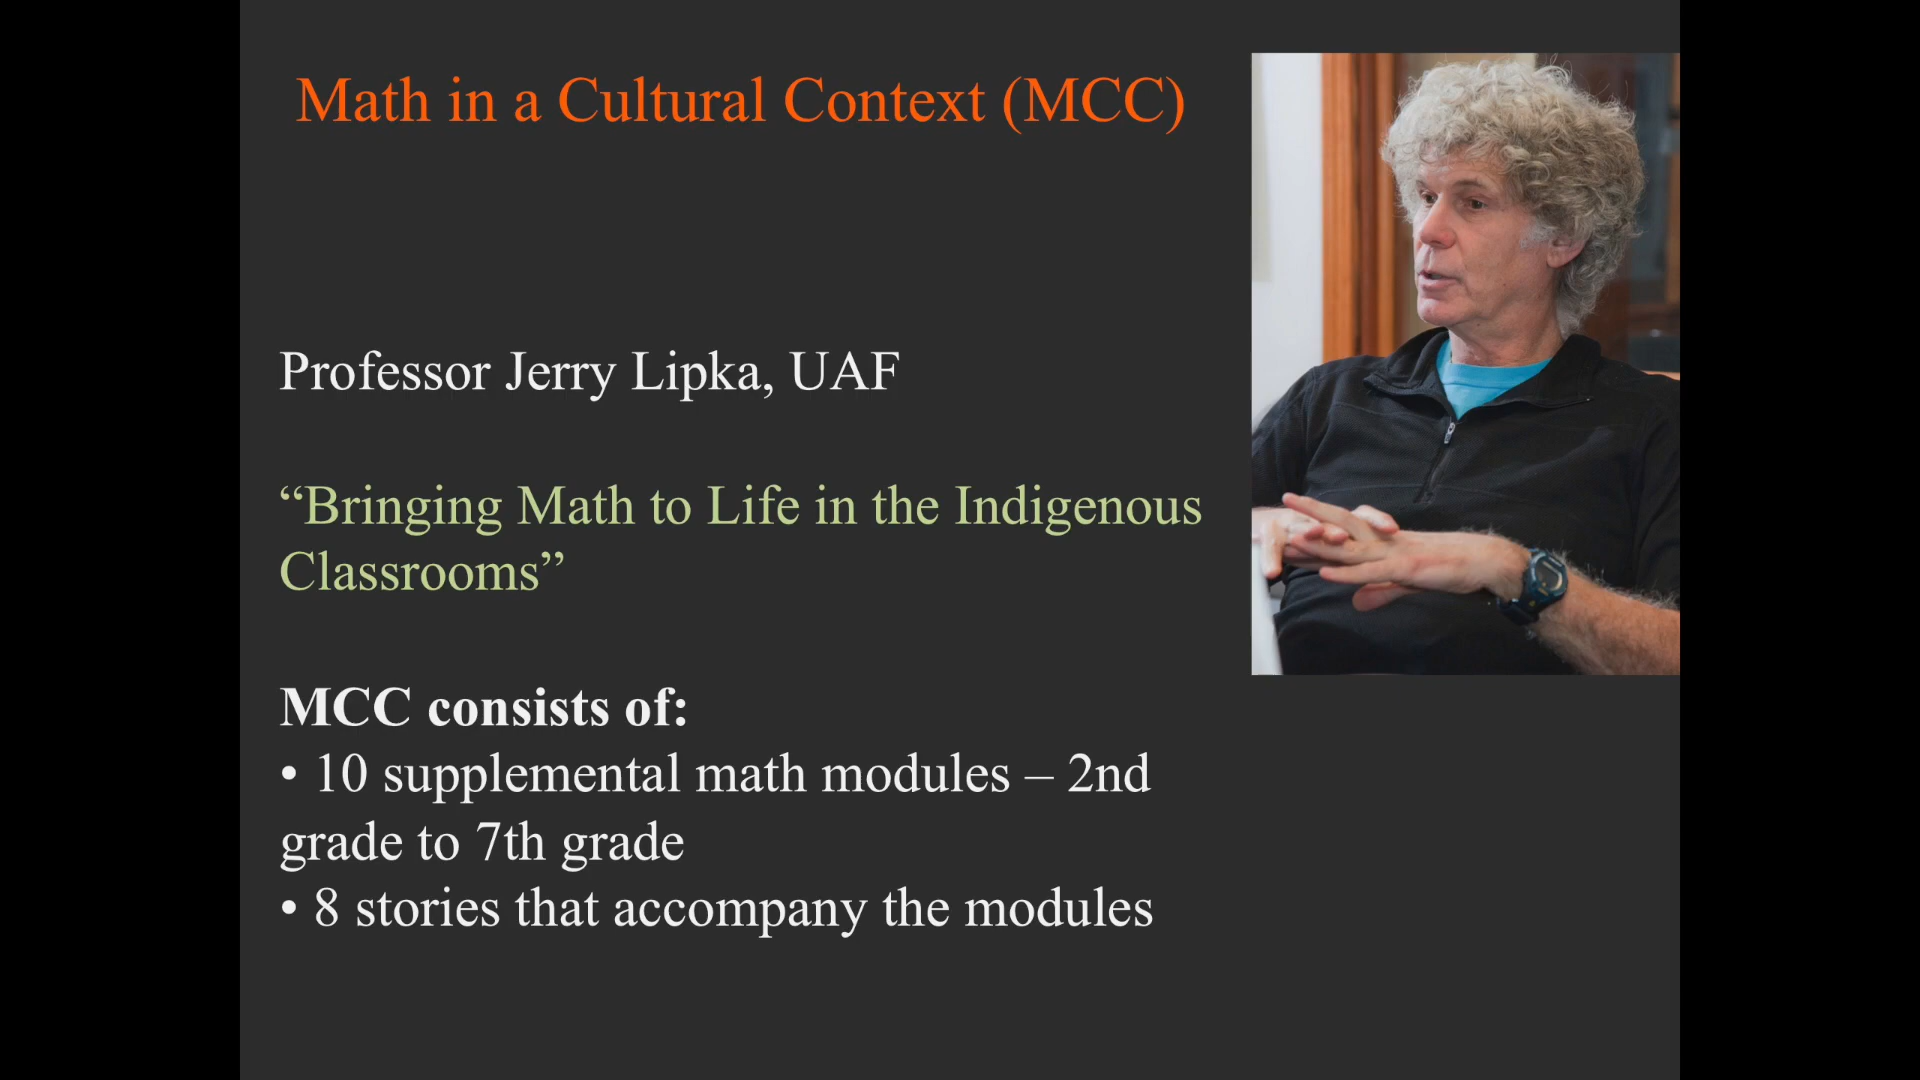 Math in a Cultural Context (MCC)
Professor Jerry Lipka, UAF
“Bringing Math to Life in the Indigenous
Classrooms”
MCC consists of:
• 10 supplemental math modules – 2nd
grade to 7th grade
• 8 stories that accompany the modules